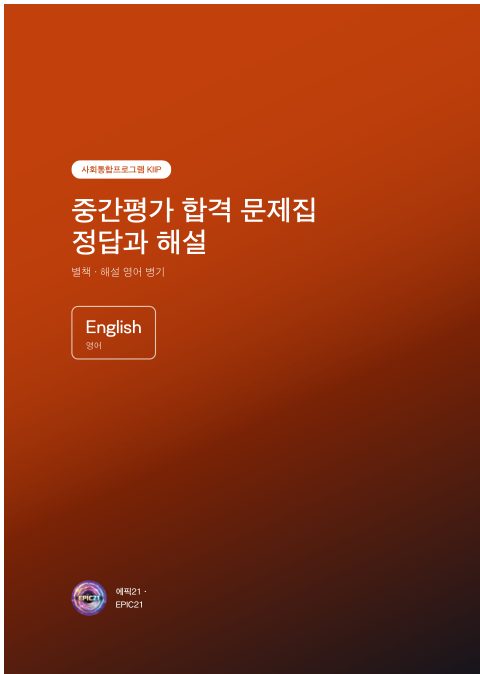 사회통합프로그램 KIIP
중간평가 합격 문제집
정답과 해설
별책 · 해설 영어 병기
English
영어
EPIC21
에픽21 ·
EPIC21